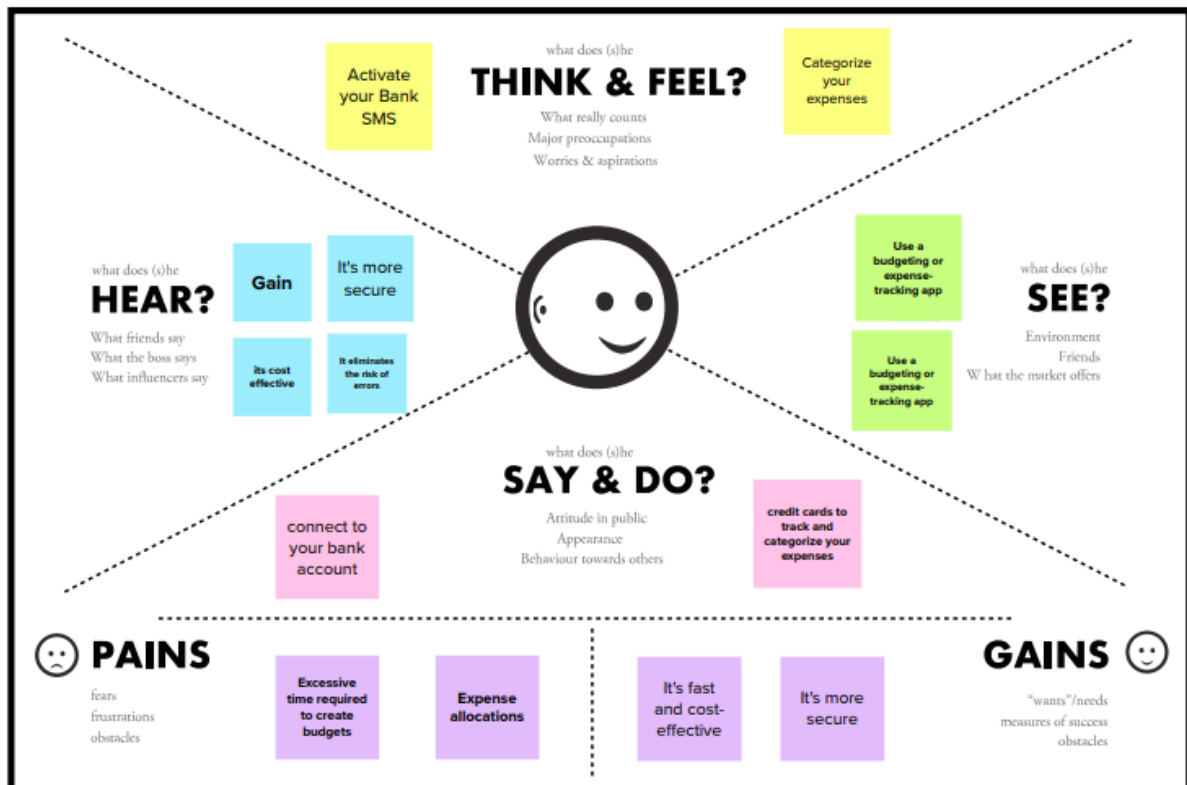 what does (s)he
THINK & FEEL?
What really counts
Major preoccupations
Worries & aspirations
Activate
your Bank
SMS
Categorize
your
expenses
what does (s)he
HEAR?
What friends say
What the boss says
What influencers say
Gain
It's more
secure
its cost
effective
It eliminates
the risk of
errors
Use a
budgeting or
expense-
tracking app
Use a
budgeting or
expense-
tracking app
what does (s)he
SEE?
Environment
Friends
W hat the market offers
what does (s)he
SAY & DO?
Attitude in public
Appearance
Behaviour towards others
connect to
your bank
account
credit cards to
track and
categorize your
expenses
PAINS
fears
frustrations
obstacles
Excessive
time required
to create
budgets
Expense
allocations
It's fast
and cost-
effective
It's more
secure
GAINS
"wants"/needs
measures of success
obstacles